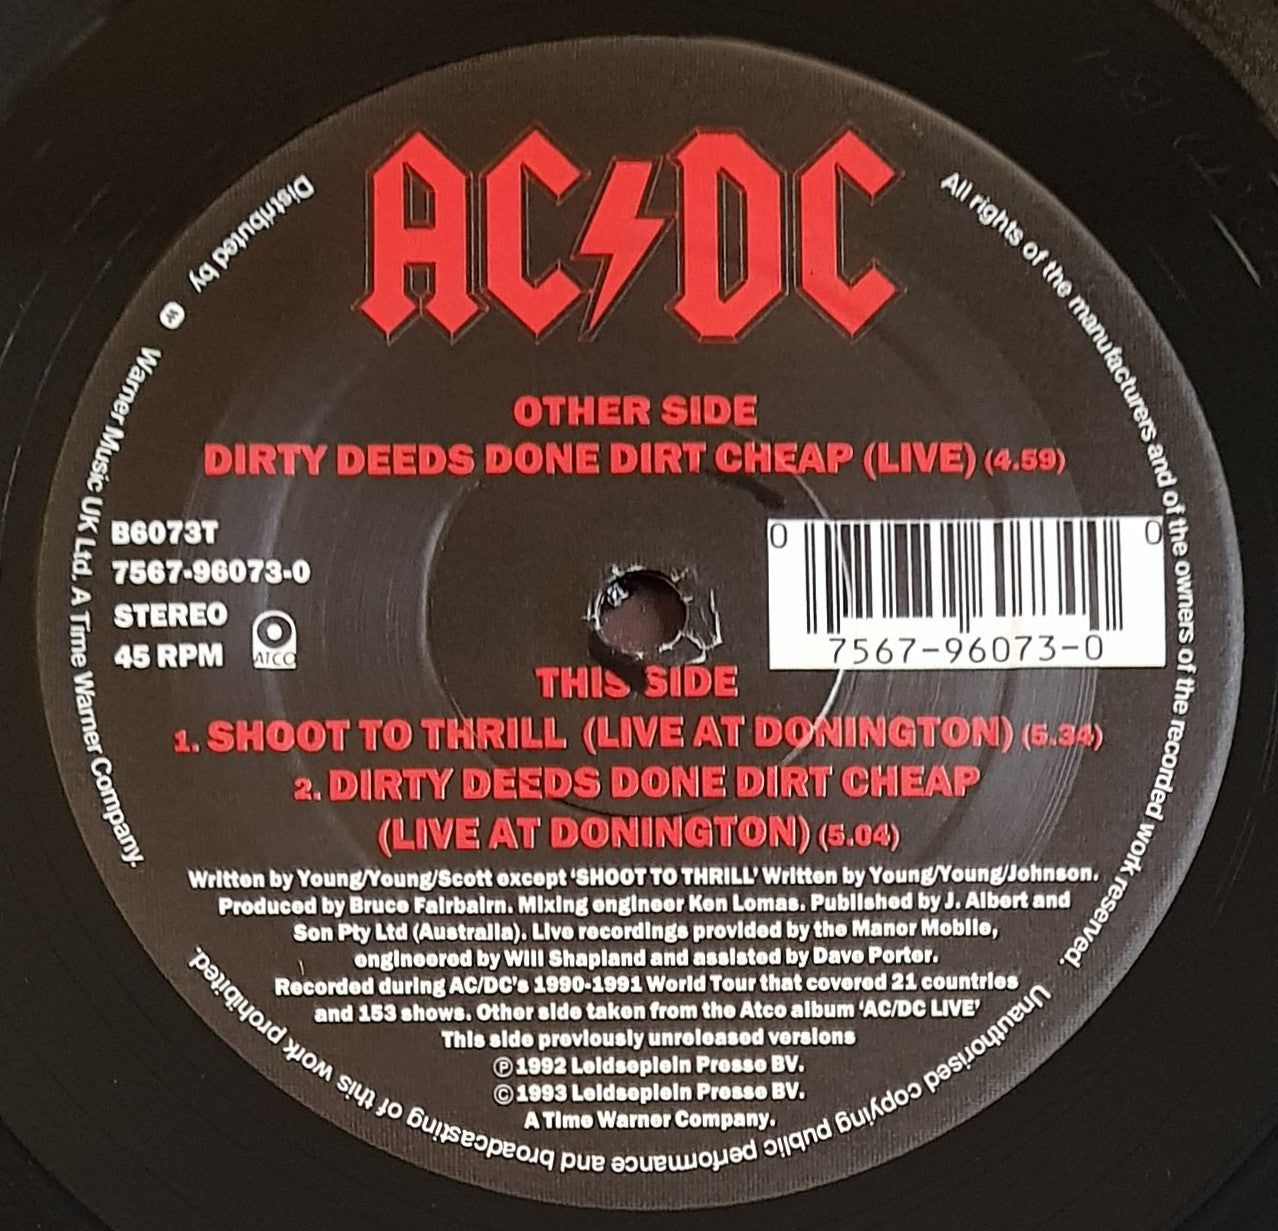 AC DC
OTHER SIDE
DIRTY DEEDS DONE DIRT CHEAP (LIVE) (4.59)
B6073T
7567-96073-0
STEREO
45 RPM
ATCO
0 0
7567-96073-0
THIS SIDE
1. SHOOT TO THRILL (LIVE AT DONINGTON) (5.34)
2. DIRTY DEEDS DONE DIRT CHEAP
(LIVE AT DONINGTON) (5.04)
Written by Young/Young/Scott except 'SHOOT TO THRILL' Written by Young/Young/Johnson.
Produced by Bruce Fairbairn. Mixing engineer Ken Lomas. Published by J. Albert and
Son Pty Ltd (Australia). Live recordings provided by the Manor Mobile,
engineered by Will Shapland and assisted by Dave Porter.
Recorded during AC/DC's 1990-1991 World Tour that covered 21 countries
and 153 shows. Other side taken from the Atco album 'AC/DC LIVE'
This side previously unreleased versions
℗ 1992 Leidseplein Presse BV.
© 1993 Leidseplein Presse BV.
A Time Warner Company.
Distributed by W Warner Music UK Ltd. A Time Warner Company.
All rights of the manufacturers and of the owners of the recorded work reserved.
Unauthorised copying public performance and broadcasting of this work prohibited.